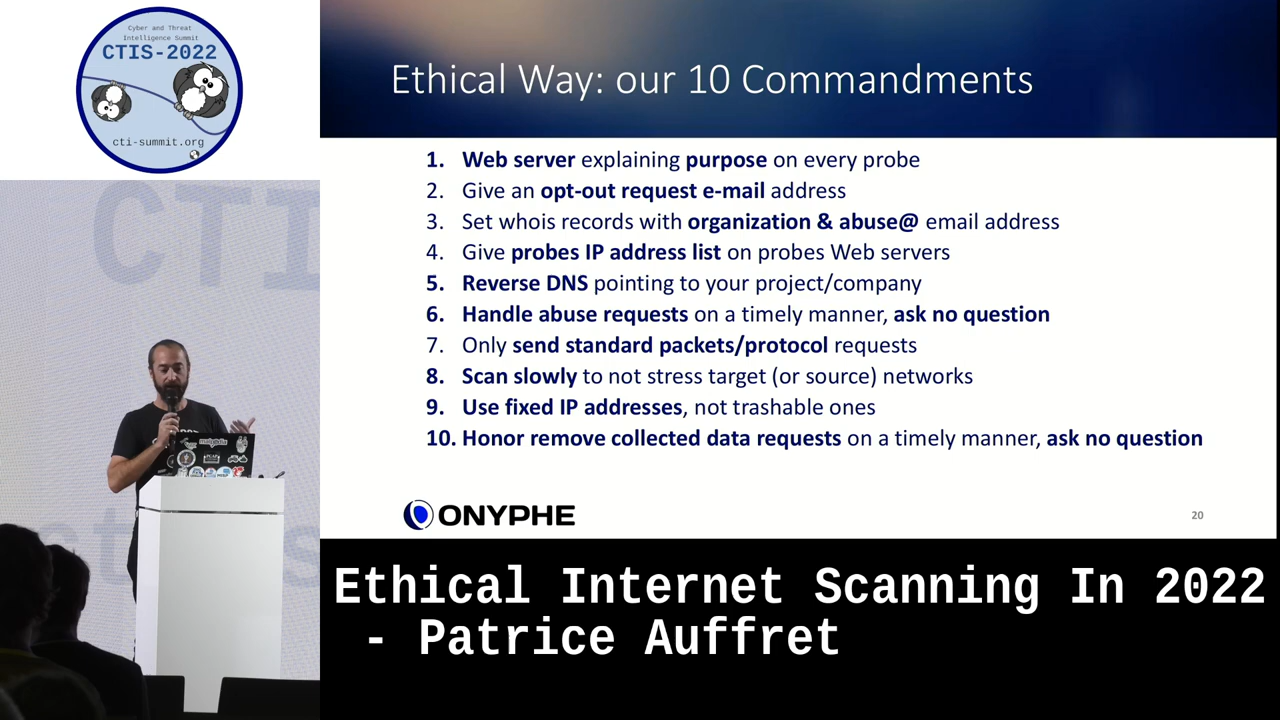 Cyber and Threat
Intelligence Summit
CTIS-2022
cti-summit.org
Ethical Way: our 10 Commandments
1. Web server explaining purpose on every probe
2. Give an opt-out request e-mail address
3. Set whois records with organization & abuse@ email address
4. Give probes IP address list on probes Web servers
5. Reverse DNS pointing to your project/company
6. Handle abuse requests on a timely manner, ask no question
7. Only send standard packets/protocol requests
8. Scan slowly to not stress target (or source) networks
9. Use fixed IP addresses, not trashable ones
10. Honor remove collected data requests on a timely manner, ask no question
ONYPHE
20
CTI
Ethical Internet Scanning In 2022
- Patrice Auffret